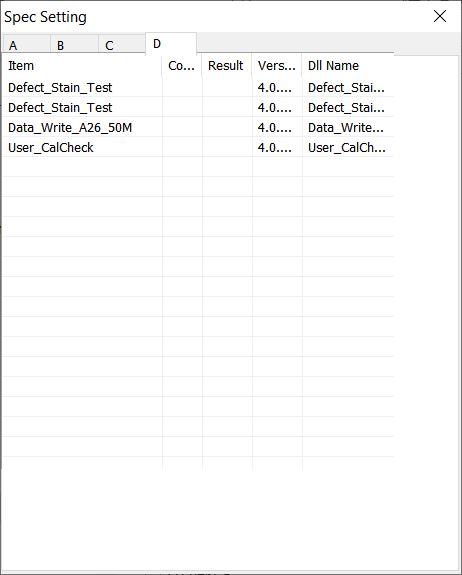 Spec Setting
A B C D
Item Co... Result Vers... Dll Name
Defect_Stain_Test 4.0.... Defect_Stai...
Defect_Stain_Test 4.0.... Defect_Stai...
Data_Write_A26_50M 4.0.... Data_Write...
User_CalCheck 4.0.... User_CalCh...